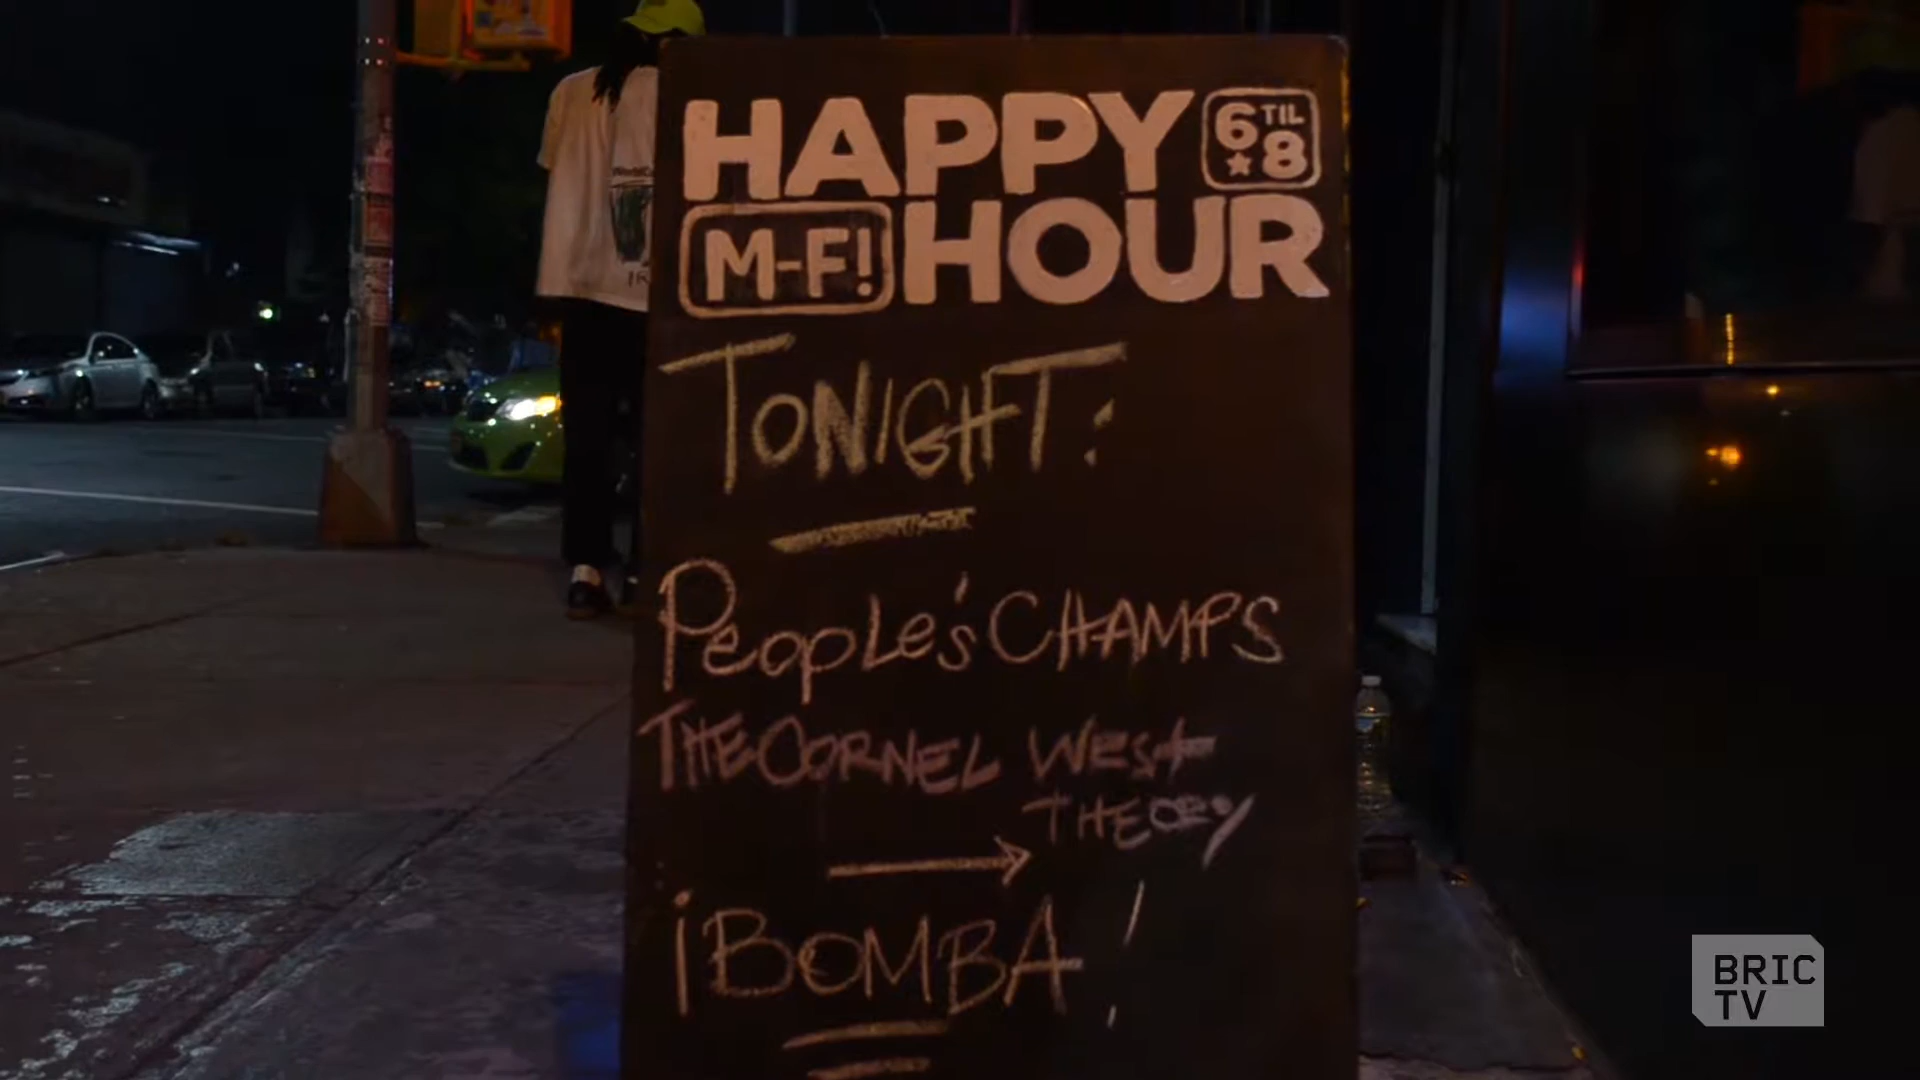 HAPPY 6 TIL 8
M-F! HOUR
TONIGHT:
PeopLe's CHAMPS
THE CORNEL West
THEORY
¡BOMBA!
BRIC
TV